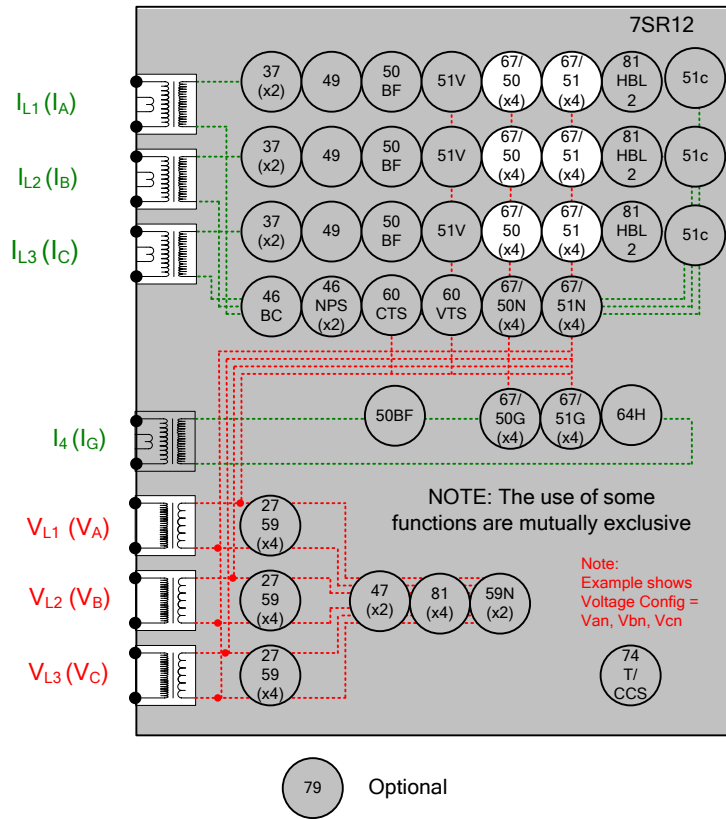 7SR12
37
(x2)
49
50
BF
51V
67/
50
(x4)
67/
51
(x4)
81
HBL
2
51c
IL1 (IA)
37
(x2)
49
50
BF
51V
67/
50
(x4)
67/
51
(x4)
81
HBL
2
51c
IL2 (IB)
37
(x2)
49
50
BF
51V
67/
50
(x4)
67/
51
(x4)
81
HBL
2
51c
IL3 (IC)
46
BC
46
NPS
(x2)
60
CTS
60
VTS
67/
50N
(x4)
67/
51N
(x4)
I4 (IG)
50BF
67/
50G
(x4)
67/
51G
(x4)
64H
NOTE: The use of some
functions are mutually exclusive
VL1 (VA)
27
59
(x4)
VL2 (VB)
27
59
(x4)
47
(x2)
81
(x4)
59N
(x2)
Note:
Example shows
Voltage Config =
Van, Vbn, Vcn
VL3 (VC)
27
59
(x4)
74
T/
CCS
79
Optional